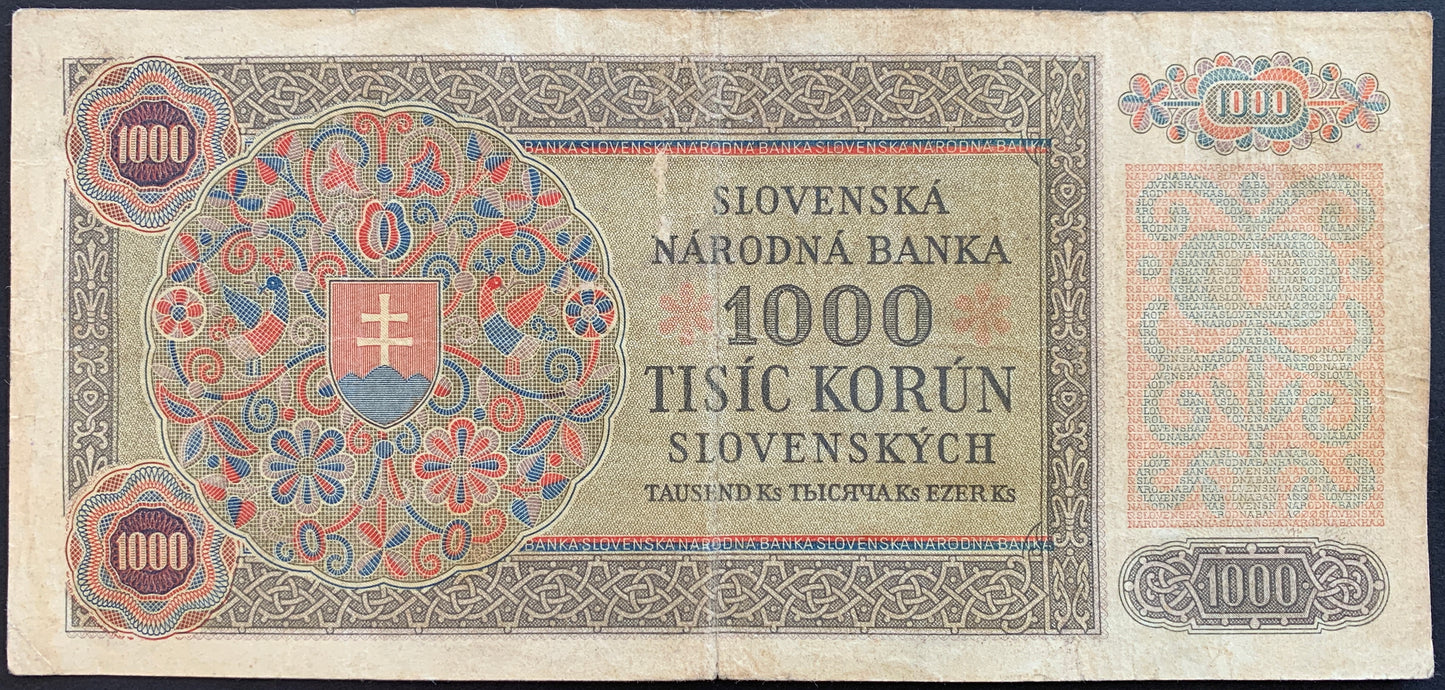 1000
1000
BANKA SLOVENSKÁ NÁRODNÁ BANKA SLOVENSKÁ NÁRODNÁ BANKA
SLOVENSKÁ
NÁRODNÁ BANKA
1000
TISÍC KORÚN
SLOVENSKÝCH
TAUSEND Ks ТЫСЯЧА Ks EZER Ks
BANKA SLOVENSKÁ NÁRODNÁ BANKA SLOVENSKÁ NÁRODNÁ BANKA
1000
1000